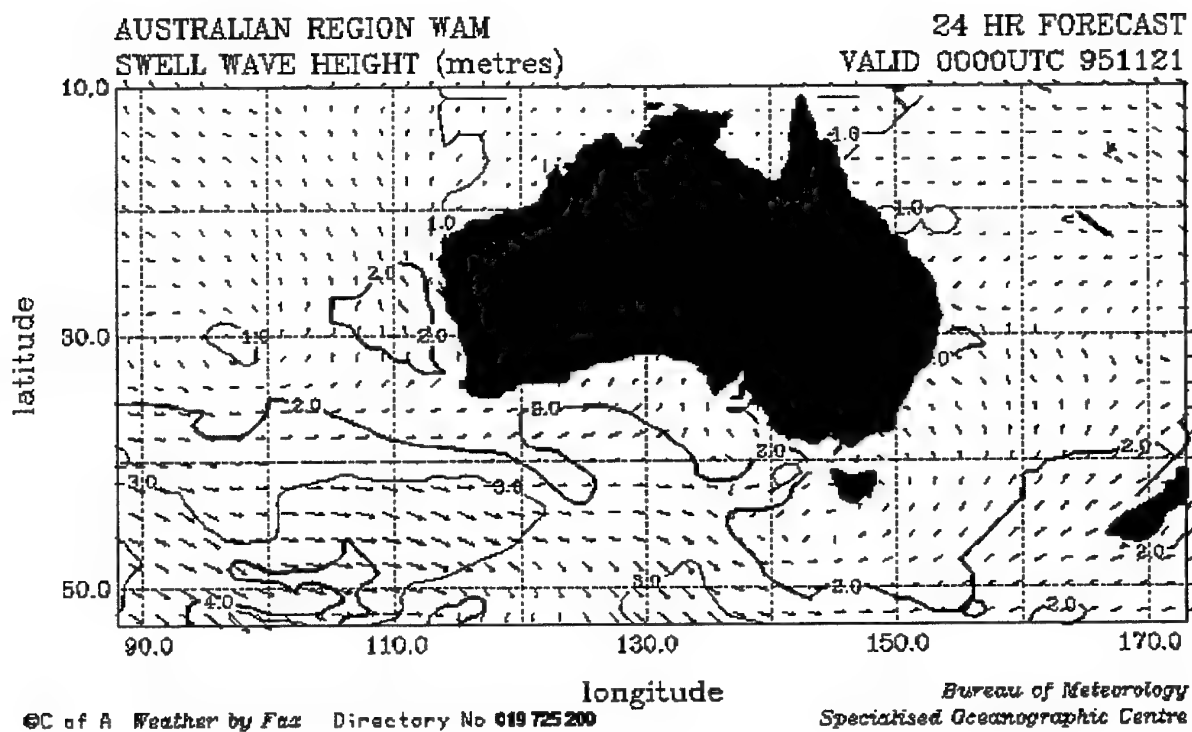 AUSTRALIAN REGION WAM
SWELL WAVE HEIGHT (metres)
24 HR FORECAST
VALID 0000UTC 951121
10.0
1.0
1.0
1.0
2.0
latitude
30.0
1.0
2.0
.0
2.0
2.0
2.0
2.0
3.0
3.0
2.0
50.0
4.0
3.0
2.0
2.0
90.0
110.0
130.0
150.0
170.0
longitude
©C of A Weather by Fax Directory No 019 725 200
Bureau of Meteorology
Specialised Oceanographic Centre